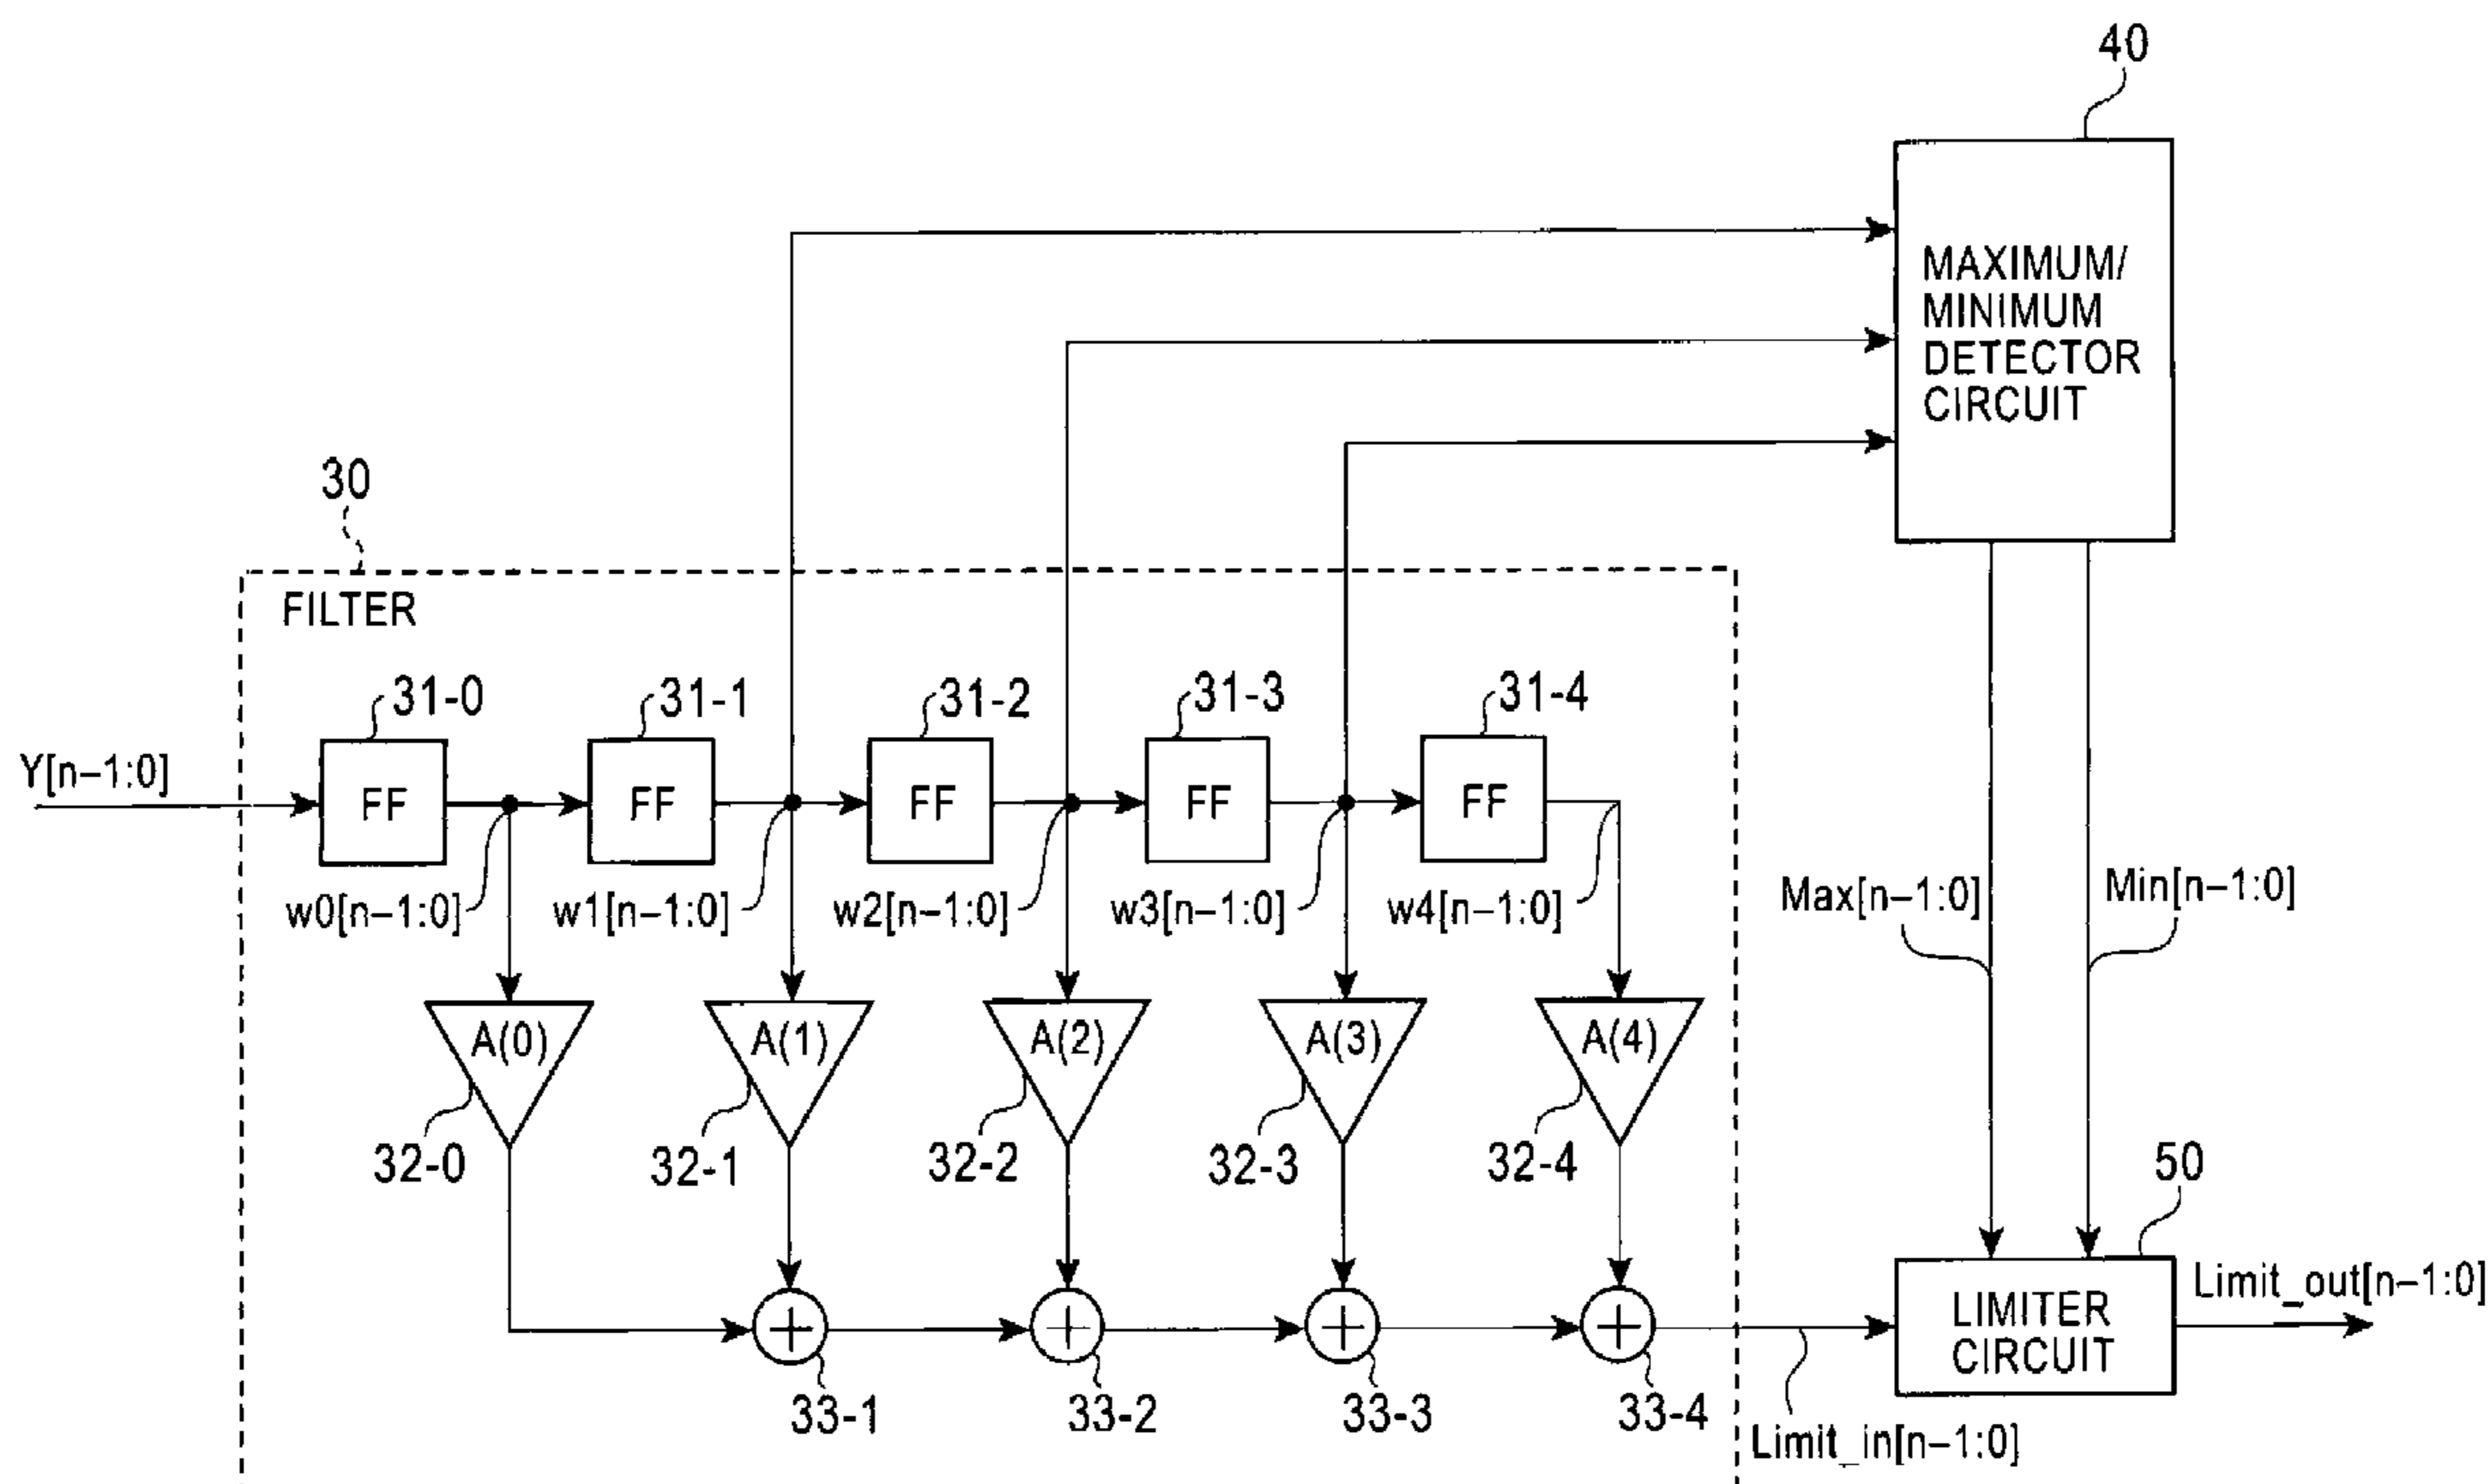 40
MAXIMUM/
MINIMUM
DETECTOR
CIRCUIT
30
FILTER
31-0
31-1
31-2
31-3
31-4
Y[n–1:0]
FF
FF
FF
FF
FF
w0[n–1:0]
w1[n–1:0]
w2[n–1:0]
w3[n–1:0]
w4[n–1:0]
Max[n–1:0]
Min[n–1:0]
A(0)
A(1)
A(2)
A(3)
A(4)
32-0
32-1
32-2
32-3
32-4
50
+
+
+
+
LIMITER
CIRCUIT
Limit_out[n–1:0]
33-1
33-2
33-3
33-4
Limit_in[n–1:0]